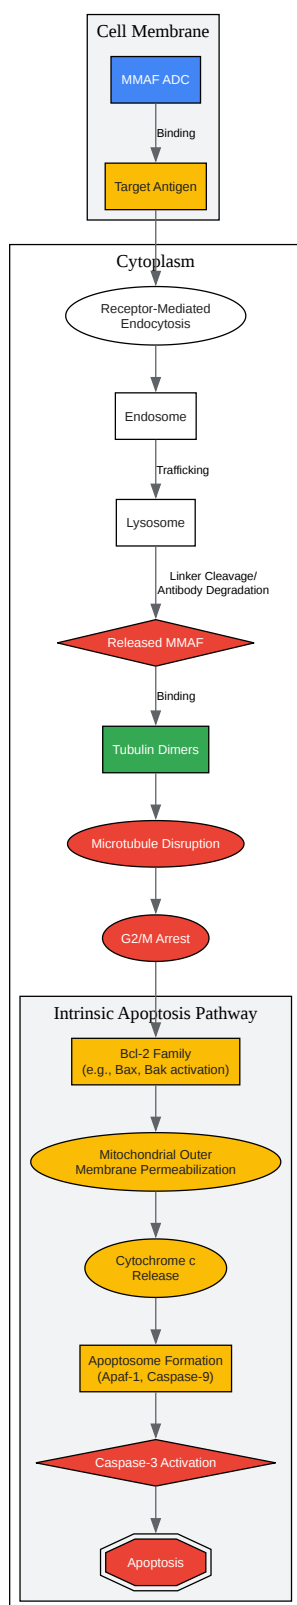 Cell Membrane
MMAF ADC
Binding
Target Antigen
Cytoplasm
Receptor-Mediated
Endocytosis
Endosome
Trafficking
Lysosome
Linker Cleavage/
Antibody Degradation
Released MMAF
Binding
Tubulin Dimers
Microtubule Disruption
G2/M Arrest
Intrinsic Apoptosis Pathway
Bcl-2 Family
(e.g., Bax, Bak activation)
Mitochondrial Outer
Membrane Permeabilization
Cytochrome c
Release
Apoptosome Formation
(Apaf-1, Caspase-9)
Caspase-3 Activation
Apoptosis